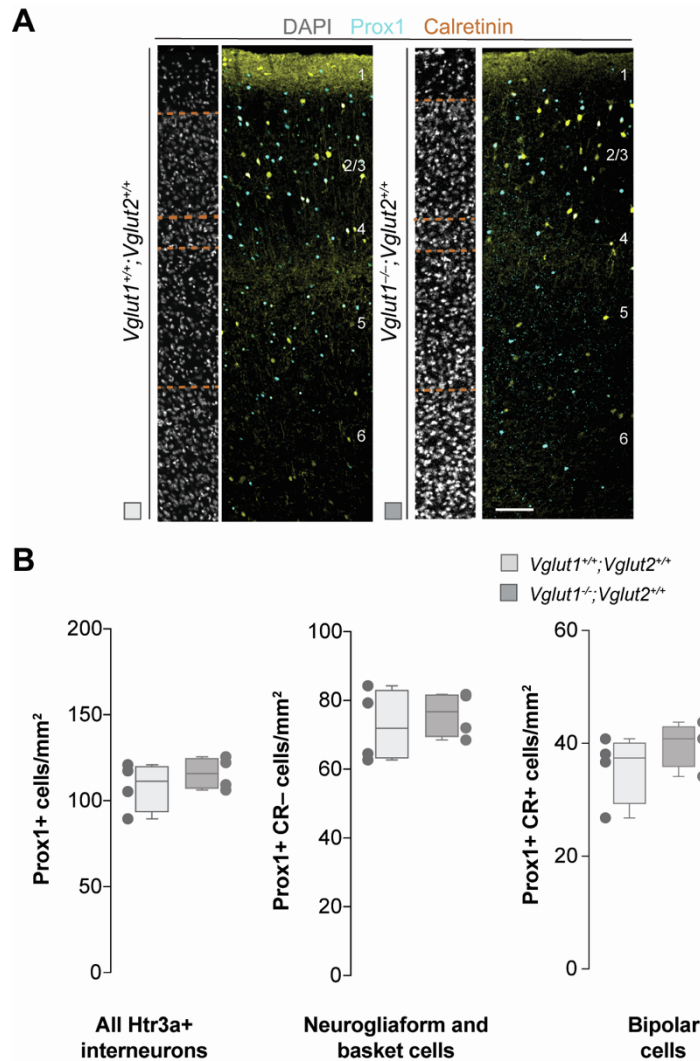 A
DAPI Prox1 Calretinin
Vglut1+/+;Vglut2+/+
1
2/3
4
5
6
Vglut1−/−;Vglut2+/+
1
2/3
4
5
6
B
Vglut1+/+;Vglut2+/+
Vglut1-/-;Vglut2+/+
Prox1+ cells/mm²
200
150
100
50
0
All Htr3a+
interneurons
Prox1+ CR– cells/mm²
100
80
60
40
20
0
Neurogliaform and
basket cells
Prox1+ CR+ cells/mm²
60
40
20
0
Bipolar
cells